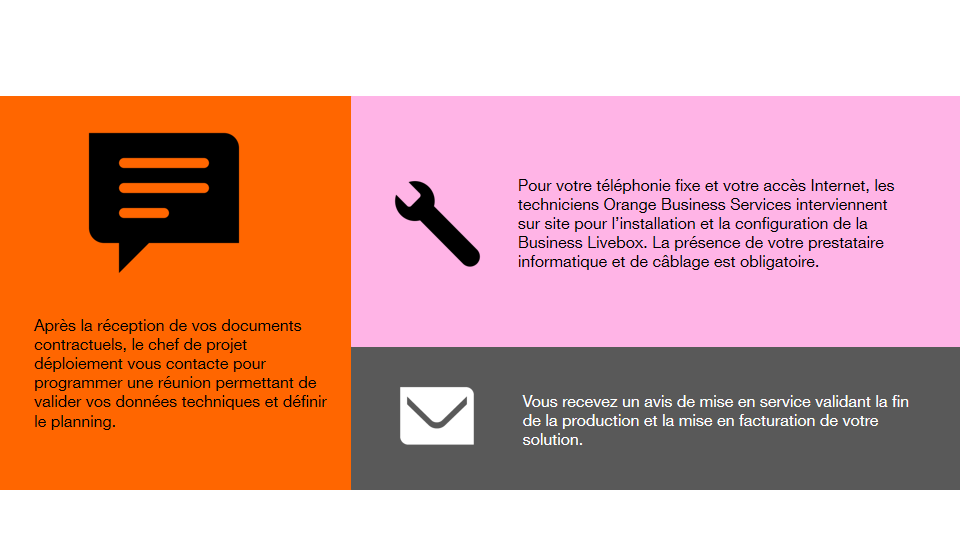 Après la réception de vos documents
contractuels, le chef de projet
déploiement vous contacte pour
programmer une réunion permettant de
valider vos données techniques et définir
le planning.
Pour votre téléphonie fixe et votre accès Internet, les
techniciens Orange Business Services interviennent
sur site pour l’installation et la configuration de la
Business Livebox. La présence de votre prestataire
informatique et de câblage est obligatoire.
Vous recevez un avis de mise en service validant la fin
de la production et la mise en facturation de votre
solution.